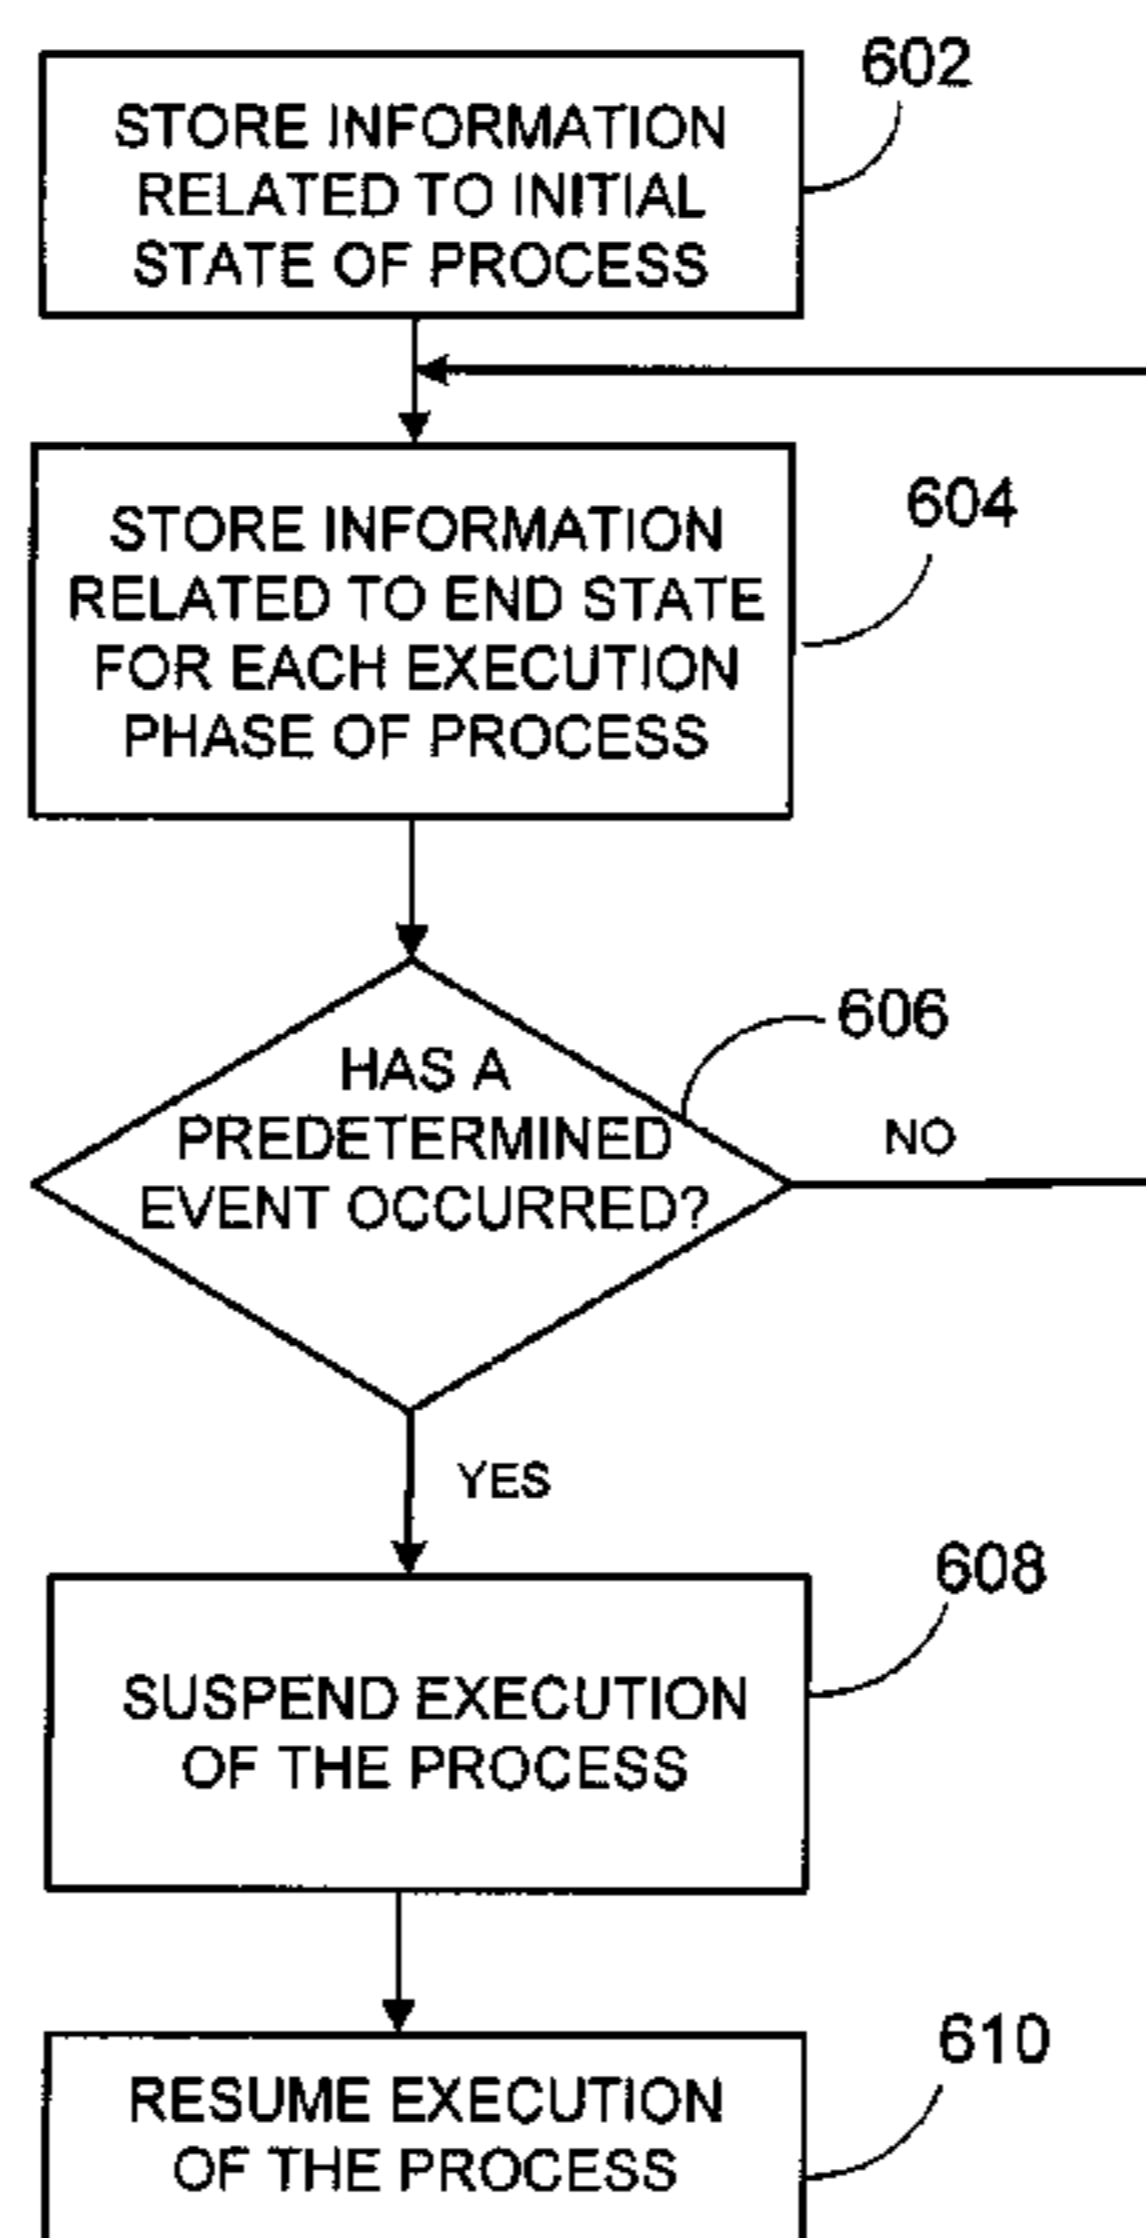 602
STORE INFORMATION
RELATED TO INITIAL
STATE OF PROCESS
604
STORE INFORMATION
RELATED TO END STATE
FOR EACH EXECUTION
PHASE OF PROCESS
606
HAS A
PREDETERMINED
EVENT OCCURRED?
NO
YES
608
SUSPEND EXECUTION
OF THE PROCESS
610
RESUME EXECUTION
OF THE PROCESS